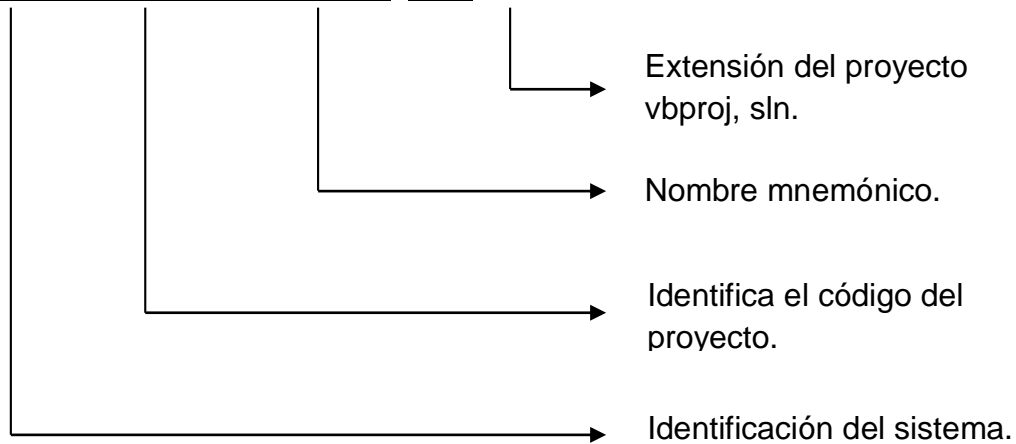 Extensión del proyecto
vbproj, sln.
Nombre mnemónico.
Identifica el código del
proyecto.
Identificación del sistema.